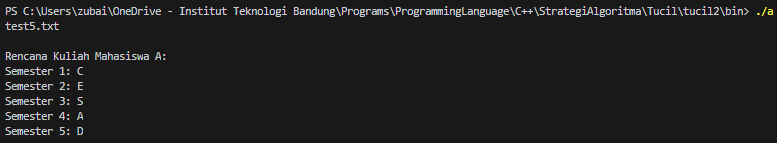 PS C:\Users\zubai\OneDrive - Institut Teknologi Bandung\Programs\ProgrammingLanguage\C++\StrategiAlgoritma\Tucil\tucil2\bin> ./a
test5.txt
Rencana Kuliah Mahasiswa A:
Semester 1: C
Semester 2: E
Semester 3: S
Semester 4: A
Semester 5: D